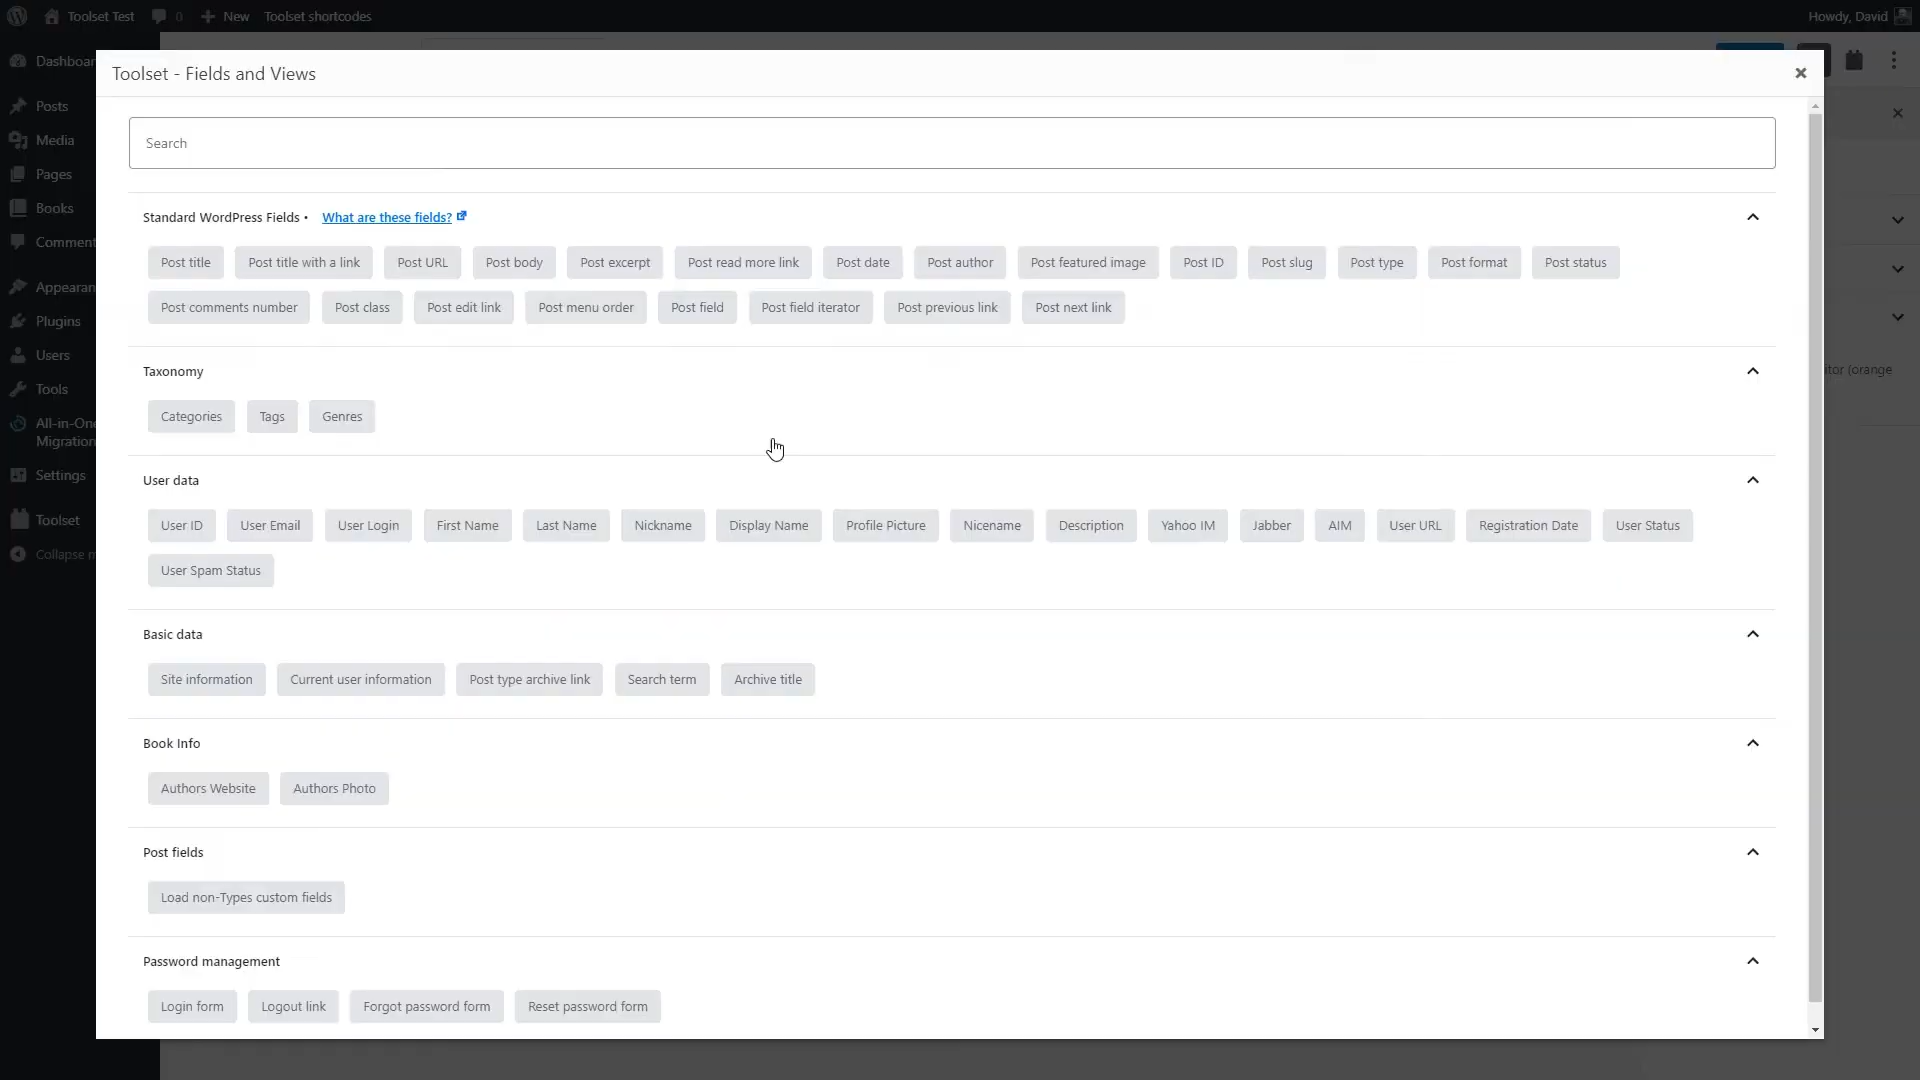 Toolset Test
0
New
Toolset shortcodes
Howdy, David
Dashboar
Posts
Media
Pages
Books
Comment
Appearan
Plugins
Users
Tools
All-in-One
Migration
Settings
Toolset
Collapse m
Toolset - Fields and Views
Search
Standard WordPress Fields • What are these fields?
Post title Post title with a link Post URL Post body Post excerpt Post read more link Post date Post author Post featured image Post ID Post slug Post type Post format Post status
Post comments number Post class Post edit link Post menu order Post field Post field iterator Post previous link Post next link
Taxonomy
Categories Tags Genres
User data
User ID User Email User Login First Name Last Name Nickname Display Name Profile Picture Nicename Description Yahoo IM Jabber AIM User URL Registration Date User Status
User Spam Status
Basic data
Site information Current user information Post type archive link Search term Archive title
Book Info
Authors Website Authors Photo
Post fields
Load non-Types custom fields
Password management
Login form Logout link Forgot password form Reset password form
itor (orange